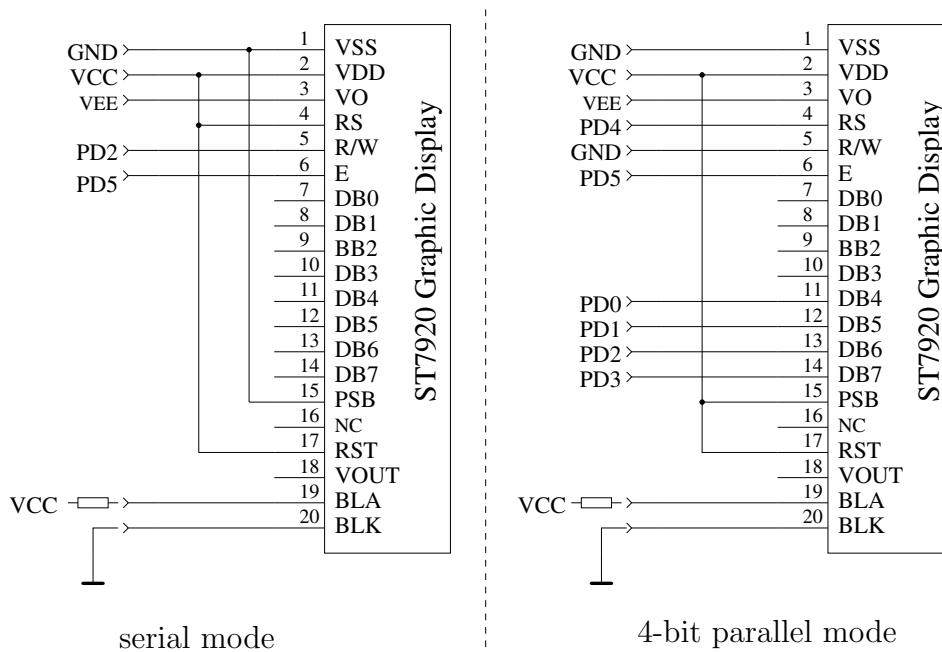 GND 1 VSS
VCC 2 VDD
VEE 3 VO
4 RS
PD2 5 R/W
PD5 6 E
7 DB0
8 DB1
9 BB2
10 DB3
11 DB4
12 DB5
13 DB6
14 DB7
15 PSB
16 NC
17 RST
18 VOUT
VCC 19 BLA
20 BLK
ST7920 Graphic Display
serial mode
GND 1 VSS
VCC 2 VDD
VEE 3 VO
PD4 4 RS
GND 5 R/W
PD5 6 E
7 DB0
8 DB1
9 BB2
10 DB3
PD0 11 DB4
PD1 12 DB5
PD2 13 DB6
PD3 14 DB7
15 PSB
16 NC
17 RST
18 VOUT
VCC 19 BLA
20 BLK
ST7920 Graphic Display
4-bit parallel mode